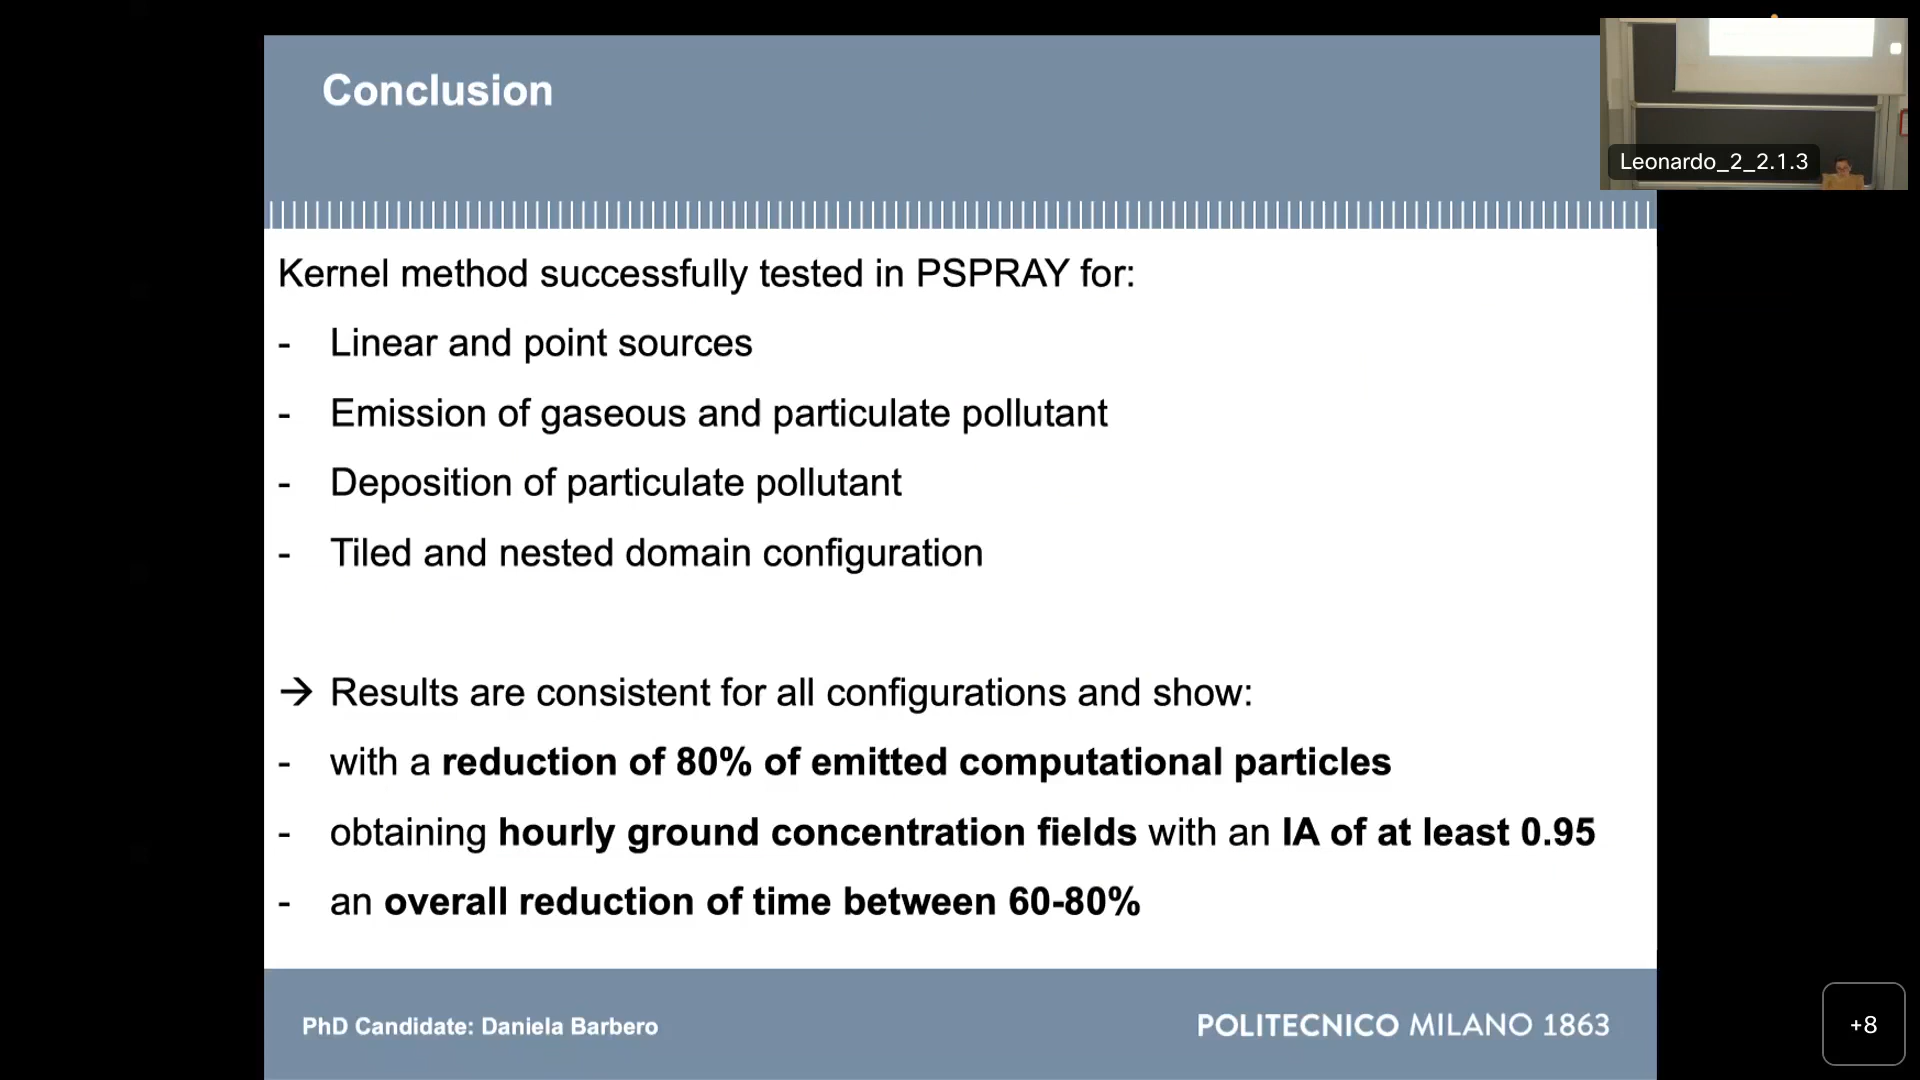 Conclusion
Leonardo_2_2.1.3
Kernel method successfully tested in PSPRAY for:
- Linear and point sources
- Emission of gaseous and particulate pollutant
- Deposition of particulate pollutant
- Tiled and nested domain configuration
→ Results are consistent for all configurations and show:
- with a reduction of 80% of emitted computational particles
- obtaining hourly ground concentration fields with an IA of at least 0.95
- an overall reduction of time between 60-80%
PhD Candidate: Daniela Barbero
POLITECNICO MILANO 1863
+8